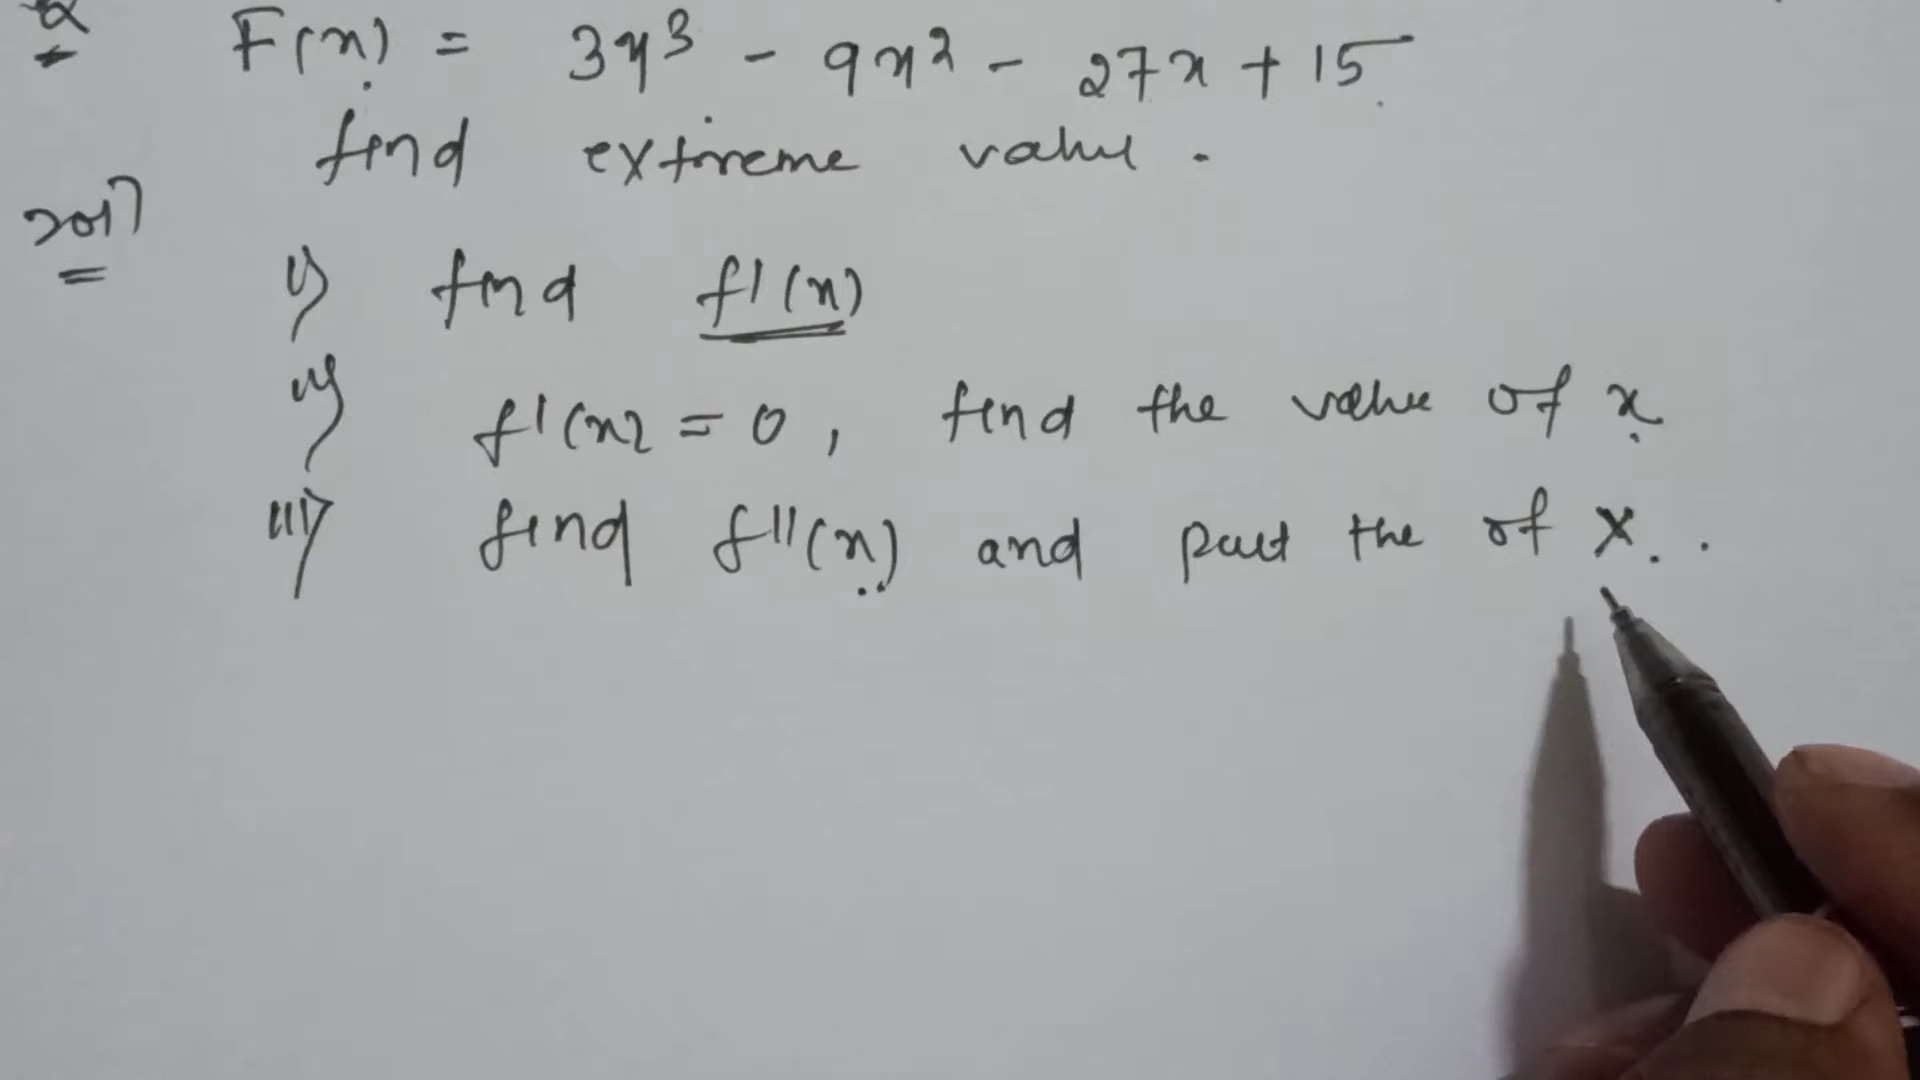 Q F(x) = 3x³ - 9x² - 27x + 15
find extreme value.
2017
i) find f'(x)
ii) f'(x) = 0, find the value of x
iii) find f''(x) and put the of x.